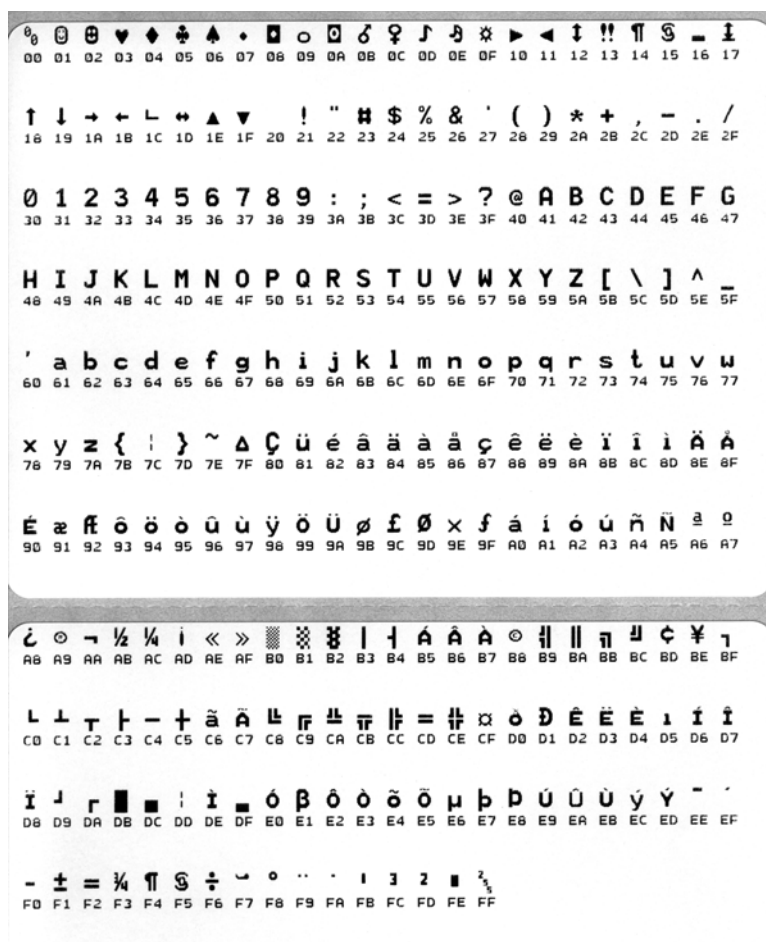 ⁰₀ ☺ ☻ ♥ ♦ ♣ ♠ • ◘ ○ ◙ ♂ ♀ ♪ ♫ ☼ ► ◄ ↕ ‼ ¶ § ▬ ↨
00 01 02 03 04 05 06 07 08 09 0A 0B 0C 0D 0E 0F 10 11 12 13 14 15 16 17
↑ ↓ → ← ∟ ↔ ▲ ▼ ! " # $ % & ' ( ) * + , - . /
18 19 1A 1B 1C 1D 1E 1F 20 21 22 23 24 25 26 27 28 29 2A 2B 2C 2D 2E 2F
0 1 2 3 4 5 6 7 8 9 : ; < = > ? @ A B C D E F G
30 31 32 33 34 35 36 37 38 39 3A 3B 3C 3D 3E 3F 40 41 42 43 44 45 46 47
H I J K L M N O P Q R S T U V W X Y Z [ \ ] ^ _
48 49 4A 4B 4C 4D 4E 4F 50 51 52 53 54 55 56 57 58 59 5A 5B 5C 5D 5E 5F
' a b c d e f g h i j k l m n o p q r s t u v w
60 61 62 63 64 65 66 67 68 69 6A 6B 6C 6D 6E 6F 70 71 72 73 74 75 76 77
x y z { ¦ } ~ Δ Ç ü é â ä à å ç ê ë è ï î ì Ä Å
78 79 7A 7B 7C 7D 7E 7F 80 81 82 83 84 85 86 87 88 89 8A 8B 8C 8D 8E 8F
É æ Æ ô ö ò û ù ÿ Ö Ü ø £ Ø × ƒ á í ó ú ñ Ñ ª º
90 91 92 93 94 95 96 97 98 99 9A 9B 9C 9D 9E 9F A0 A1 A2 A3 A4 A5 A6 A7
¿ ® ¬ ½ ¼ ¡ « » ░ ▒ ▓ │ ┤ Á Â À © ╣ ║ ╗ ╝ ¢ ¥ ┐
A8 A9 AA AB AC AD AE AF B0 B1 B2 B3 B4 B5 B6 B7 B8 B9 BA BB BC BD BE BF
└ ┴ ┬ ├ ─ ┼ ã Ã ╚ ╔ ╩ ╦ ╠ = ╬ ¤ ð Ð Ê Ë È ı Í Î
C0 C1 C2 C3 C4 C5 C6 C7 C8 C9 CA CB CC CD CE CF D0 D1 D2 D3 D4 D5 D6 D7
Ï ┘ ┌ █ ▄ ¦ Ì ▬ Ó β Ô Ò õ Õ µ þ Þ Ú Û Ù ý Ý ¯ ´
D8 D9 DA DB DC DD DE DF E0 E1 E2 E3 E4 E5 E6 E7 E8 E9 EA EB EC ED EE EF
- ± = ¾ ¶ § ÷ ¸ ° ¨ · ı 3 2 ■ ²₅₅
F0 F1 F2 F3 F4 F5 F6 F7 F8 F9 FA FB FC FD FE FF